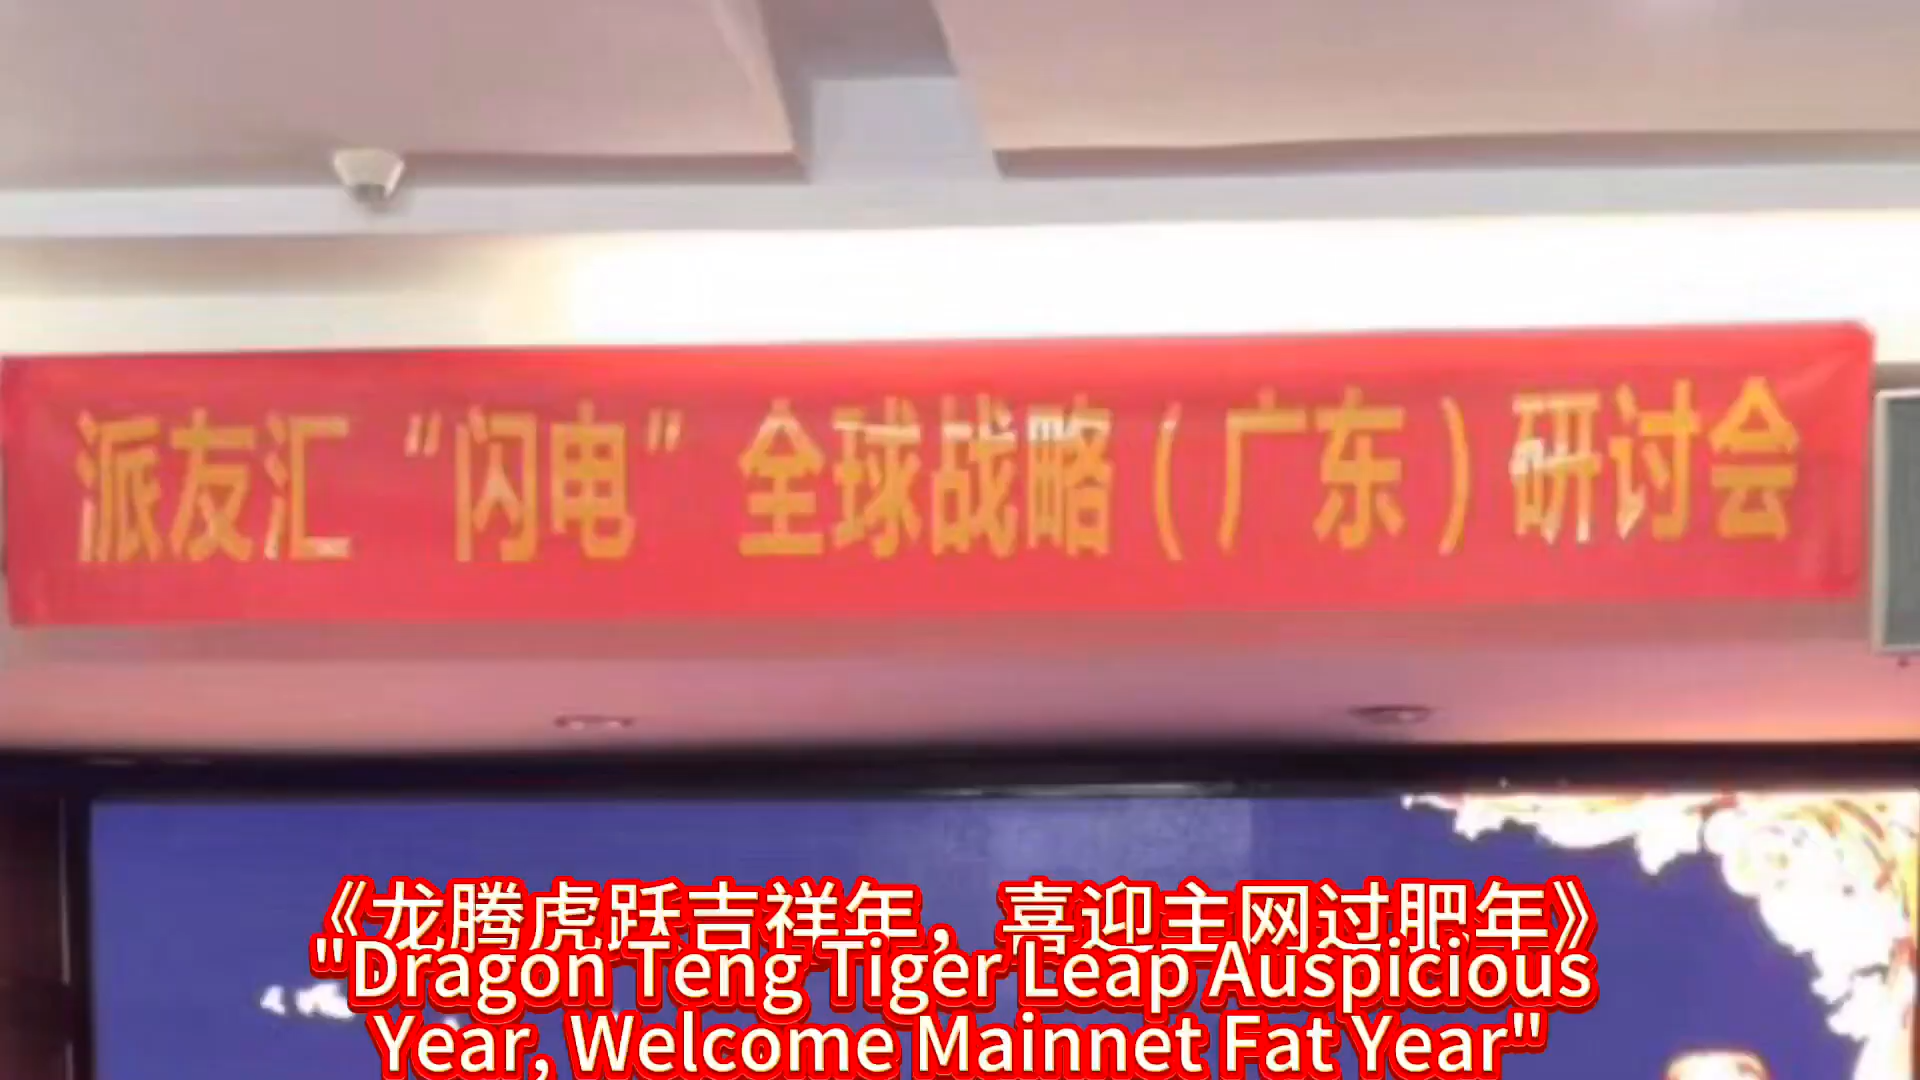 派友汇“闪电”全球战略（广东）研讨会
《龙腾虎跃吉祥年，喜迎主网过肥年》
"Dragon Teng Tiger Leap Auspicious
Year, Welcome Mainnet Fat Year"